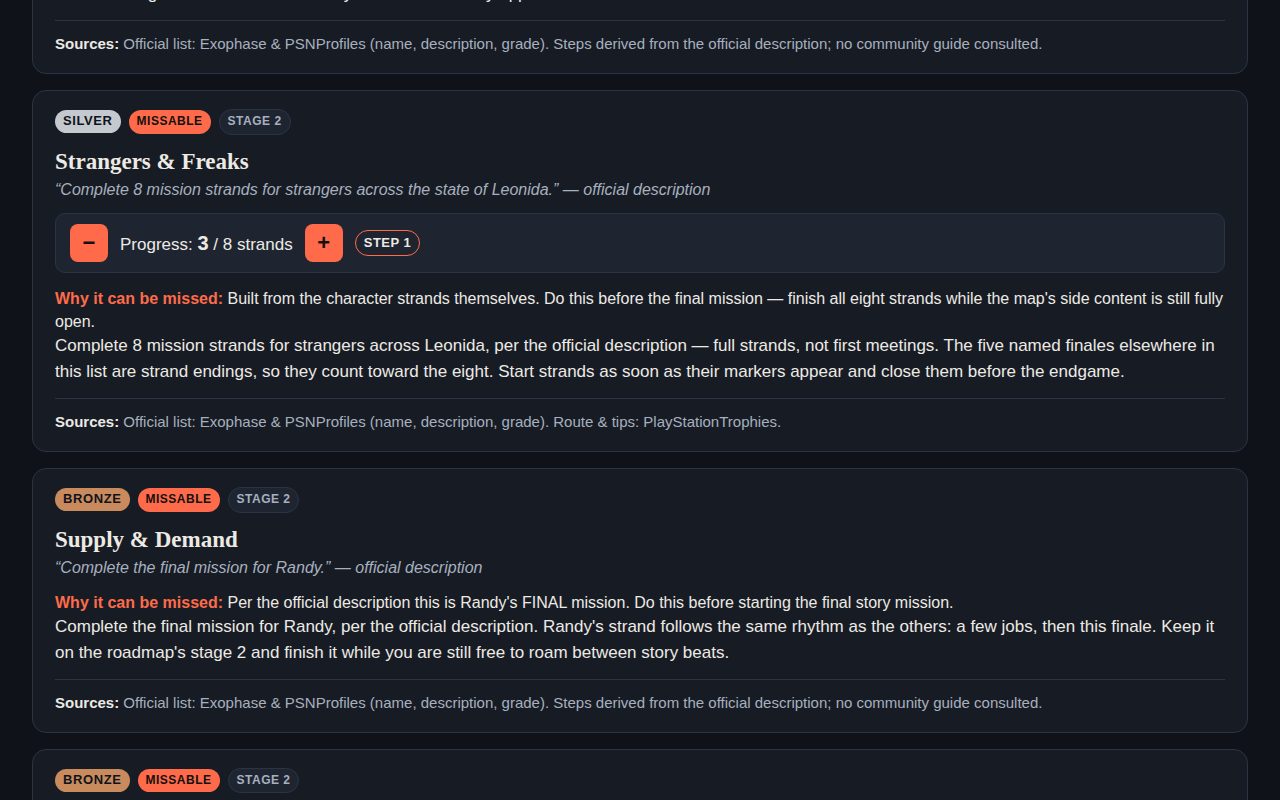 Sources: Official list: Exophase & PSNProfiles (name, description, grade). Steps derived from the official description; no community guide consulted.
SILVER MISSABLE STAGE 2
Strangers & Freaks
“Complete 8 mission strands for strangers across the state of Leonida.” — official description
− Progress: 3 / 8 strands + STEP 1
Why it can be missed: Built from the character strands themselves. Do this before the final mission — finish all eight strands while the map's side content is still fully
open.
Complete 8 mission strands for strangers across Leonida, per the official description — full strands, not first meetings. The five named finales elsewhere in
this list are strand endings, so they count toward the eight. Start strands as soon as their markers appear and close them before the endgame.
Sources: Official list: Exophase & PSNProfiles (name, description, grade). Route & tips: PlayStationTrophies.
BRONZE MISSABLE STAGE 2
Supply & Demand
“Complete the final mission for Randy.” — official description
Why it can be missed: Per the official description this is Randy's FINAL mission. Do this before starting the final story mission.
Complete the final mission for Randy, per the official description. Randy's strand follows the same rhythm as the others: a few jobs, then this finale. Keep it
on the roadmap's stage 2 and finish it while you are still free to roam between story beats.
Sources: Official list: Exophase & PSNProfiles (name, description, grade). Steps derived from the official description; no community guide consulted.
BRONZE MISSABLE STAGE 2